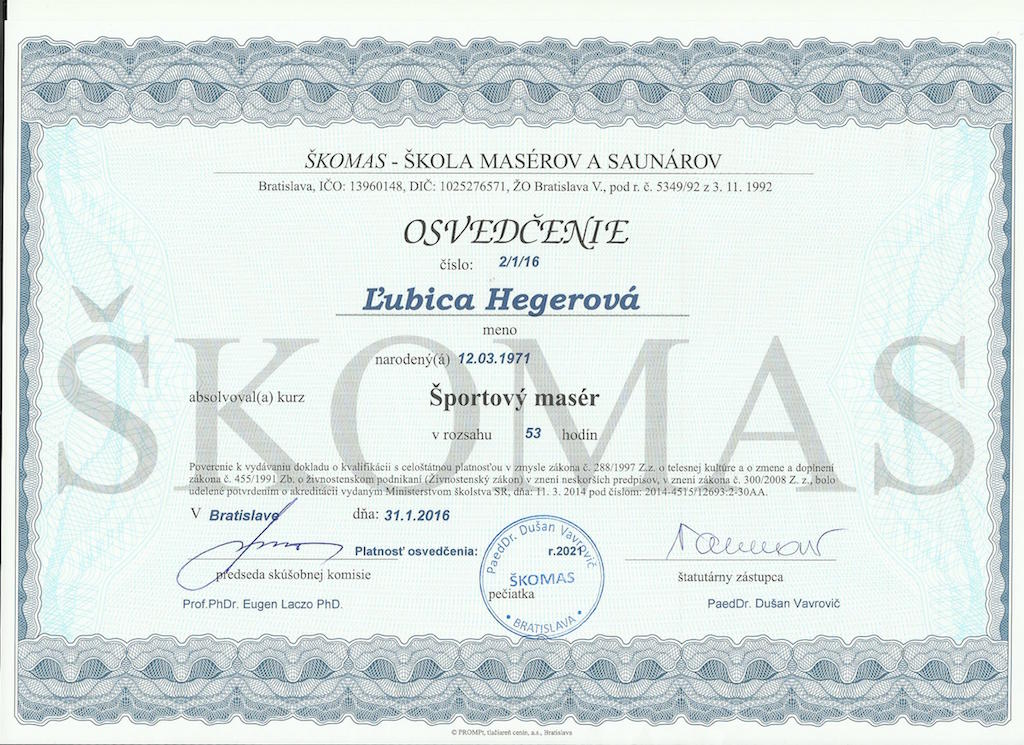 ŠKOMAS - ŠKOLA MASÉROV A SAUNÁROV
Bratislava, IČO: 13960148, DIČ: 1025276571, ŽO Bratislava V., pod r. č. 5349/92 z 3. 11. 1992
OSVEDČENIE
číslo: 2/1/16
Ľubica Hegerová
meno
narodený(á) 12.03.1971
ŠKOMAS
absolvoval(a) kurz Športový masér
v rozsahu 53 hodín
Poverenie k vydávaniu dokladu o kvalifikácii s celoštátnou platnosťou v zmysle zákona č. 288/1997 Z.z. o telesnej kultúre a o zmene a doplnení
zákona č. 455/1991 Zb. o živnostenskom podnikaní (Živnostenský zákon) v znení neskorších predpisov, v znení zákona č. 300/2008 Z. z., bolo
udelené potvrdením o akreditácii vydaným Ministerstvom školstva SR, dňa: 11. 3. 2014 pod číslom: 2014-4515/12693:2-30AA.
V Bratislave dňa: 31.1.2016
Platnosť osvedčenia: r.2021
PaedDr. Dušan Vavrovič
ŠKOMAS
• BRATISLAVA •
pečiatka
predseda skúšobnej komisie
štatutárny zástupca
Prof.PhDr. Eugen Laczo PhD.
PaedDr. Dušan Vavrovič
© PROMPt, tlačiareň cenín, a.s., Bratislava